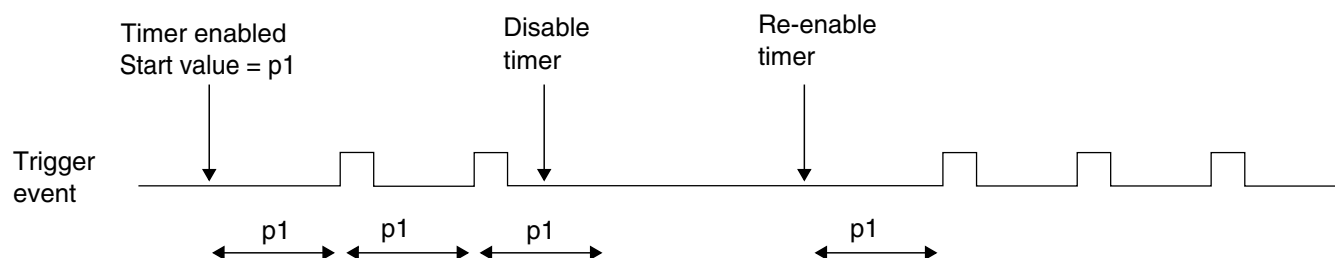 Timer enabled
Start value = p1
Disable
timer
Re-enable
timer
Trigger
event
p1
p1
p1
p1